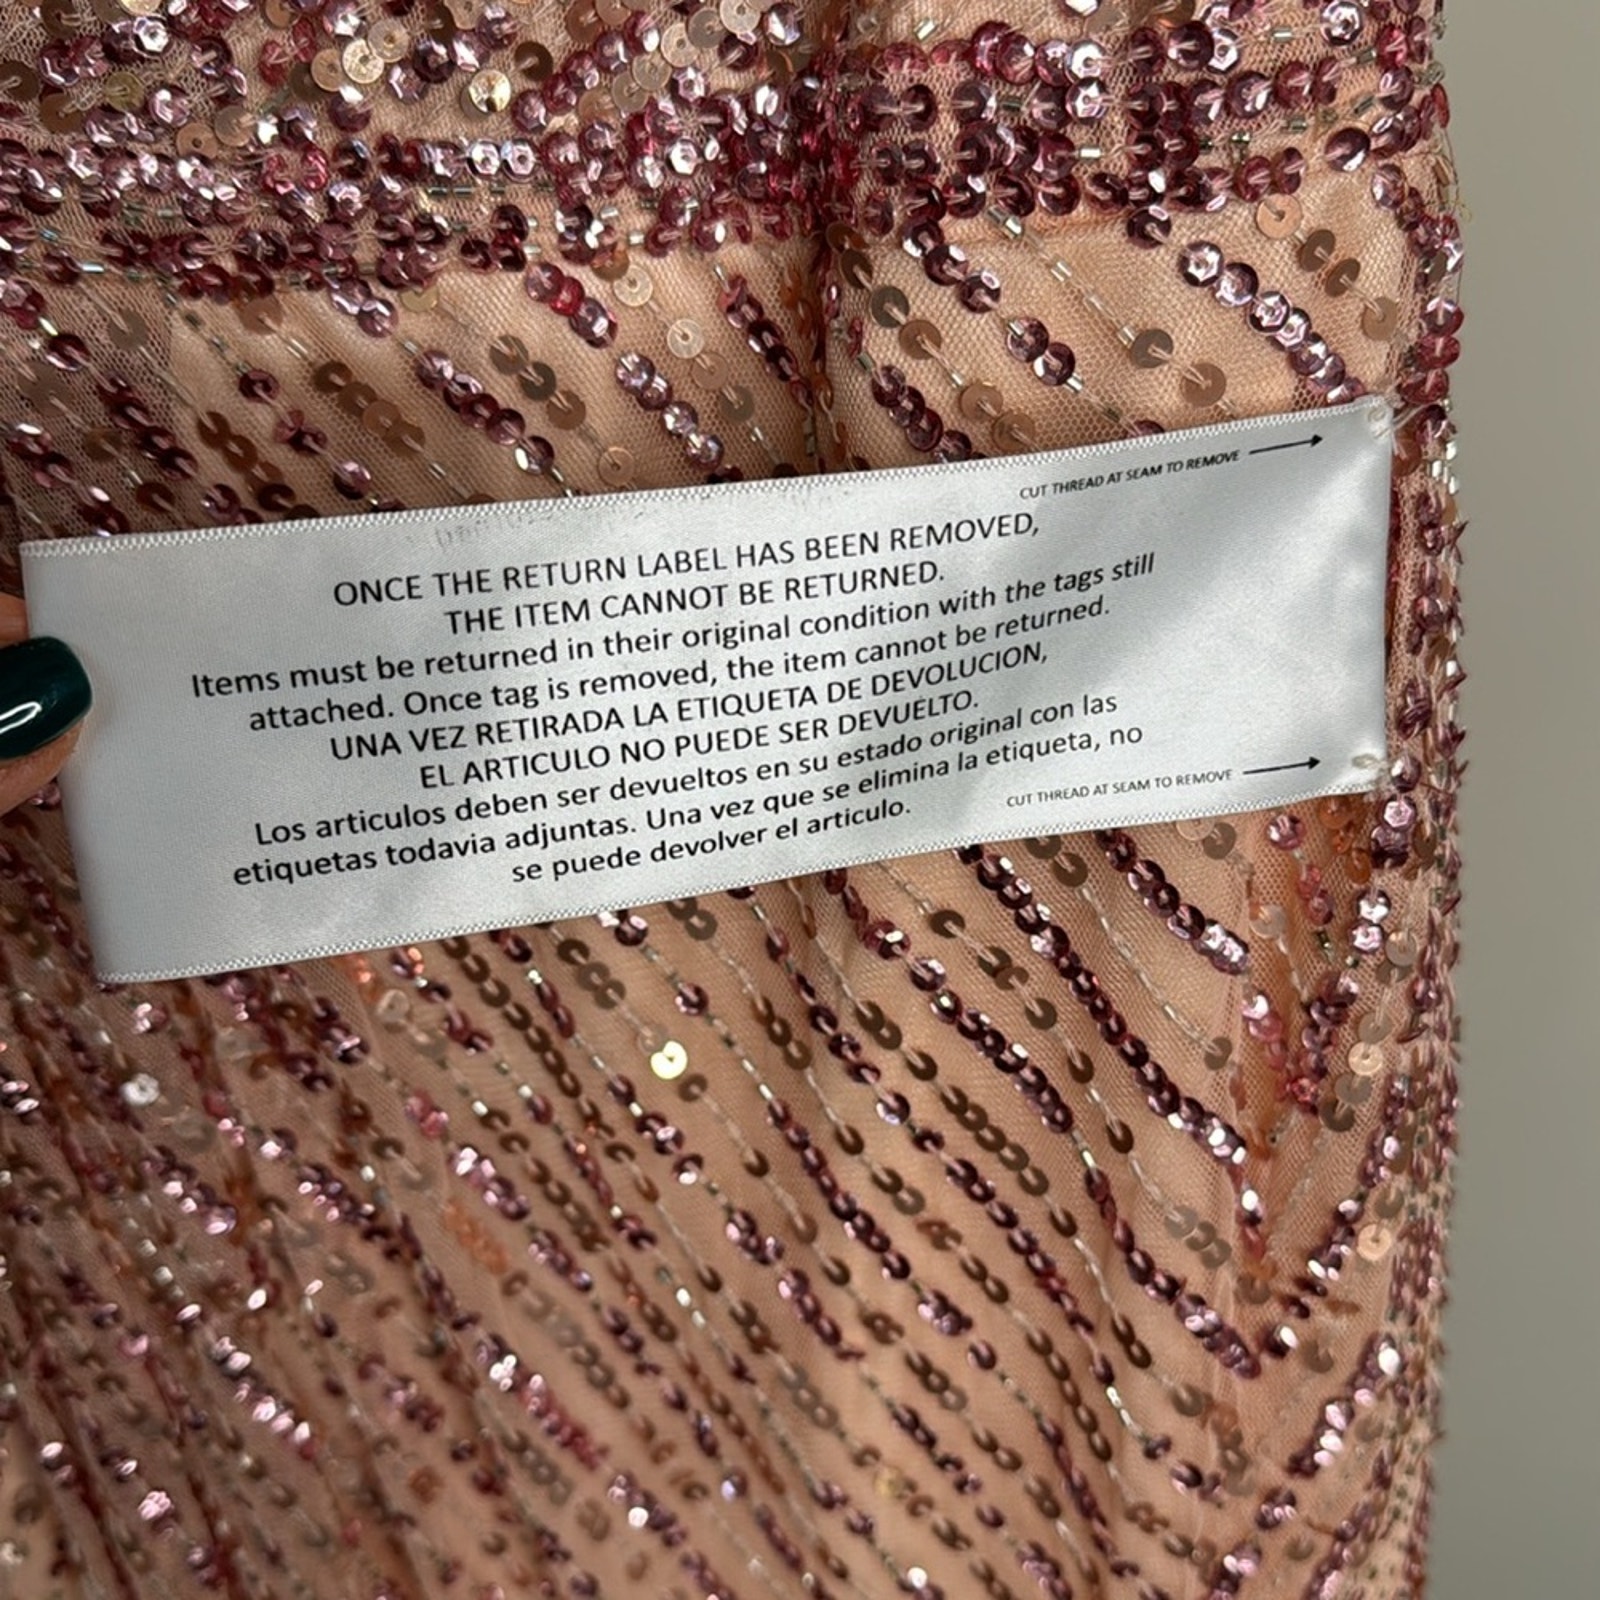 CUT THREAD AT SEAM TO REMOVE
ONCE THE RETURN LABEL HAS BEEN REMOVED,
THE ITEM CANNOT BE RETURNED.
Items must be returned in their original condition with the tags still
attached. Once tag is removed, the item cannot be returned.
UNA VEZ RETIRADA LA ETIQUETA DE DEVOLUCION,
EL ARTICULO NO PUEDE SER DEVUELTO.
Los articulos deben ser devueltos en su estado original con las
etiquetas todavia adjuntas. Una vez que se elimina la etiqueta, no
se puede devolver el articulo.
CUT THREAD AT SEAM TO REMOVE